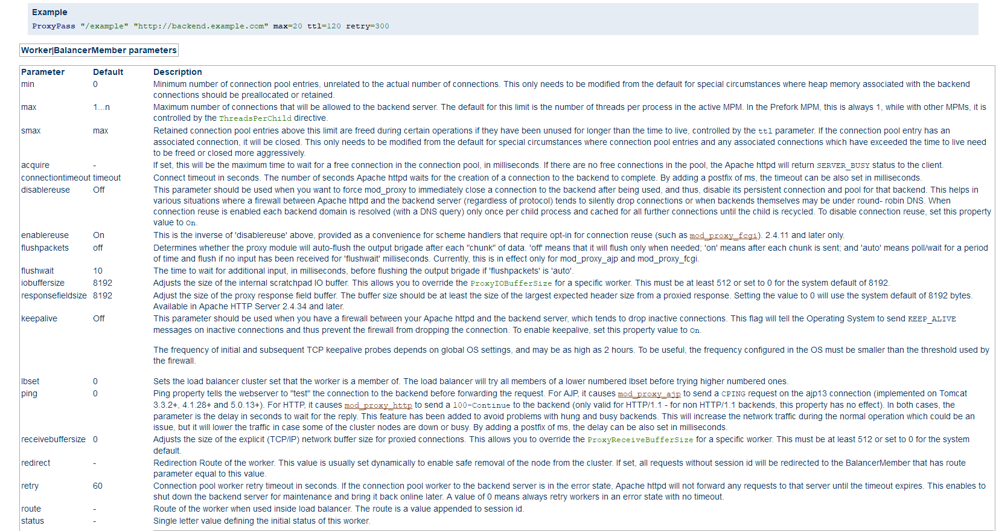 Example
ProxyPass "/example" "http://backend.example.com" max=20 ttl=120 retry=300
Worker|BalancerMember parameters
Parameter Default Description
min 0 Minimum number of connection pool entries, unrelated to the actual number of connections. This only needs to be modified from the default for special circumstances where heap memory associated with the backend
connections should be preallocated or retained.
max 1...n Maximum number of connections that will be allowed to the backend server. The default for this limit is the number of threads per process in the active MPM. In the Prefork MPM, this is always 1, while with other MPMs, it is
controlled by the ThreadsPerChild directive.
smax max Retained connection pool entries above this limit are freed during certain operations if they have been unused for longer than the time to live, controlled by the ttl parameter. If the connection pool entry has an
associated connection, it will be closed. This only needs to be modified from the default for special circumstances where connection pool entries and any associated connections which have exceeded the time to live need
to be freed or closed more aggressively.
acquire - If set, this will be the maximum time to wait for a free connection in the connection pool, in milliseconds. If there are no free connections in the pool, the Apache httpd will return SERVER_BUSY status to the client.
connectiontimeout timeout Connect timeout in seconds. The number of seconds Apache httpd waits for the creation of a connection to the backend to complete. By adding a postfix of ms, the timeout can be also set in milliseconds.
disablereuse Off This parameter should be used when you want to force mod_proxy to immediately close a connection to the backend after being used, and thus, disable its persistent connection and pool for that backend. This helps in
various situations where a firewall between Apache httpd and the backend server (regardless of protocol) tends to silently drop connections or when backends themselves may be under round- robin DNS. When
connection reuse is enabled each backend domain is resolved (with a DNS query) only once per child process and cached for all further connections until the child is recycled. To disable connection reuse, set this property
value to On.
enablereuse On This is the inverse of 'disablereuse' above, provided as a convenience for scheme handlers that require opt-in for connection reuse (such as mod_proxy_fcgi). 2.4.11 and later only.
flushpackets off Determines whether the proxy module will auto-flush the output brigade after each "chunk" of data. 'off' means that it will flush only when needed; 'on' means after each chunk is sent; and 'auto' means poll/wait for a period
of time and flush if no input has been received for 'flushwait' milliseconds. Currently, this is in effect only for mod_proxy_ajp and mod_proxy_fcgi.
flushwait 10 The time to wait for additional input, in milliseconds, before flushing the output brigade if 'flushpackets' is 'auto'.
iobuffersize 8192 Adjusts the size of the internal scratchpad IO buffer. This allows you to override the ProxyIOBufferSize for a specific worker. This must be at least 512 or set to 0 for the system default of 8192.
responsefieldsize 8192 Adjust the size of the proxy response field buffer. The buffer size should be at least the size of the largest expected header size from a proxied response. Setting the value to 0 will use the system default of 8192 bytes.
Available in Apache HTTP Server 2.4.34 and later.
keepalive Off This parameter should be used when you have a firewall between your Apache httpd and the backend server, which tends to drop inactive connections. This flag will tell the Operating System to send KEEP_ALIVE
messages on inactive connections and thus prevent the firewall from dropping the connection. To enable keepalive, set this property value to On.
The frequency of initial and subsequent TCP keepalive probes depends on global OS settings, and may be as high as 2 hours. To be useful, the frequency configured in the OS must be smaller than the threshold used by
the firewall.
lbset 0 Sets the load balancer cluster set that the worker is a member of. The load balancer will try all members of a lower numbered lbset before trying higher numbered ones.
ping 0 Ping property tells the webserver to "test" the connection to the backend before forwarding the request. For AJP, it causes mod_proxy_ajp to send a CPING request on the ajp13 connection (implemented on Tomcat
3.3.2+, 4.1.28+ and 5.0.13+). For HTTP, it causes mod_proxy_http to send a 100-Continue to the backend (only valid for HTTP/1.1 - for non HTTP/1.1 backends, this property has no effect). In both cases, the
parameter is the delay in seconds to wait for the reply. This feature has been added to avoid problems with hung and busy backends. This will increase the network traffic during the normal operation which could be an
issue, but it will lower the traffic in case some of the cluster nodes are down or busy. By adding a postfix of ms, the delay can be also set in milliseconds.
receivebuffersize 0 Adjusts the size of the explicit (TCP/IP) network buffer size for proxied connections. This allows you to override the ProxyReceiveBufferSize for a specific worker. This must be at least 512 or set to 0 for the system
default.
redirect - Redirection Route of the worker. This value is usually set dynamically to enable safe removal of the node from the cluster. If set, all requests without session id will be redirected to the BalancerMember that has route
parameter equal to this value.
retry 60 Connection pool worker retry timeout in seconds. If the connection pool worker to the backend server is in the error state, Apache httpd will not forward any requests to that server until the timeout expires. This enables to
shut down the backend server for maintenance and bring it back online later. A value of 0 means always retry workers in an error state with no timeout.
route - Route of the worker when used inside load balancer. The route is a value appended to session id.
status - Single letter value defining the initial status of this worker.